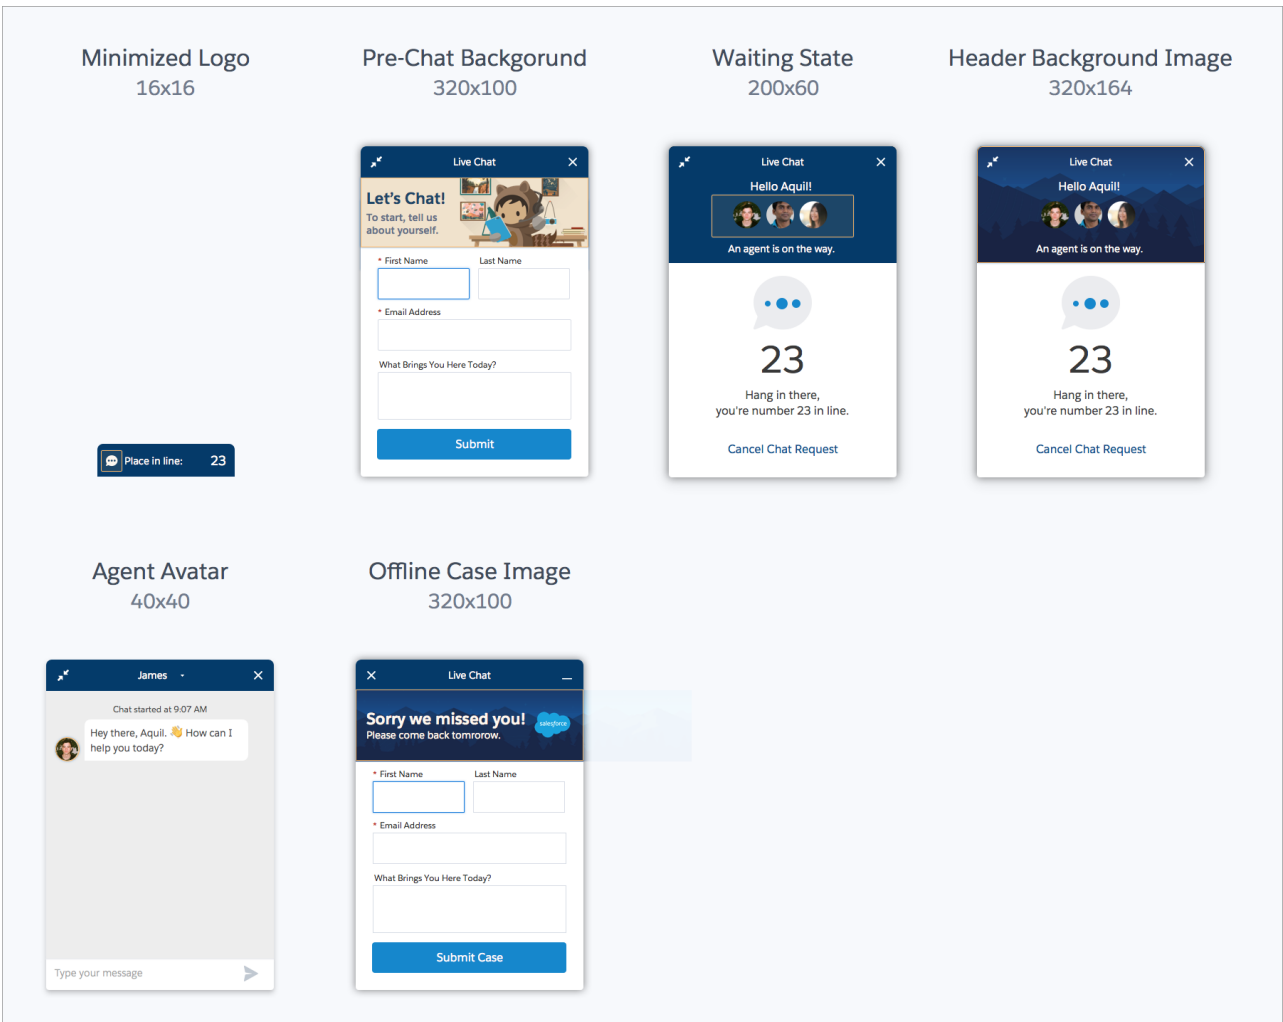 Minimized Logo
16x16
Pre-Chat Backgorund
320x100
Waiting State
200x60
Header Background Image
320x164
Place in line: 23
Live Chat
Let's Chat!
To start, tell us
about yourself.
* First Name
Last Name
* Email Address
What Brings You Here Today?
Submit
Live Chat
Hello Aquil!
An agent is on the way.
23
Hang in there,
you're number 23 in line.
Cancel Chat Request
Live Chat
Hello Aquil!
An agent is on the way.
23
Hang in there,
you're number 23 in line.
Cancel Chat Request
Agent Avatar
40x40
Offline Case Image
320x100
James
Chat started at 9:07 AM
Hey there, Aquil. 👋 How can I
help you today?
Type your message
Live Chat
Sorry we missed you!
Please come back tomrorow.
salesforce
* First Name
Last Name
* Email Address
What Brings You Here Today?
Submit Case